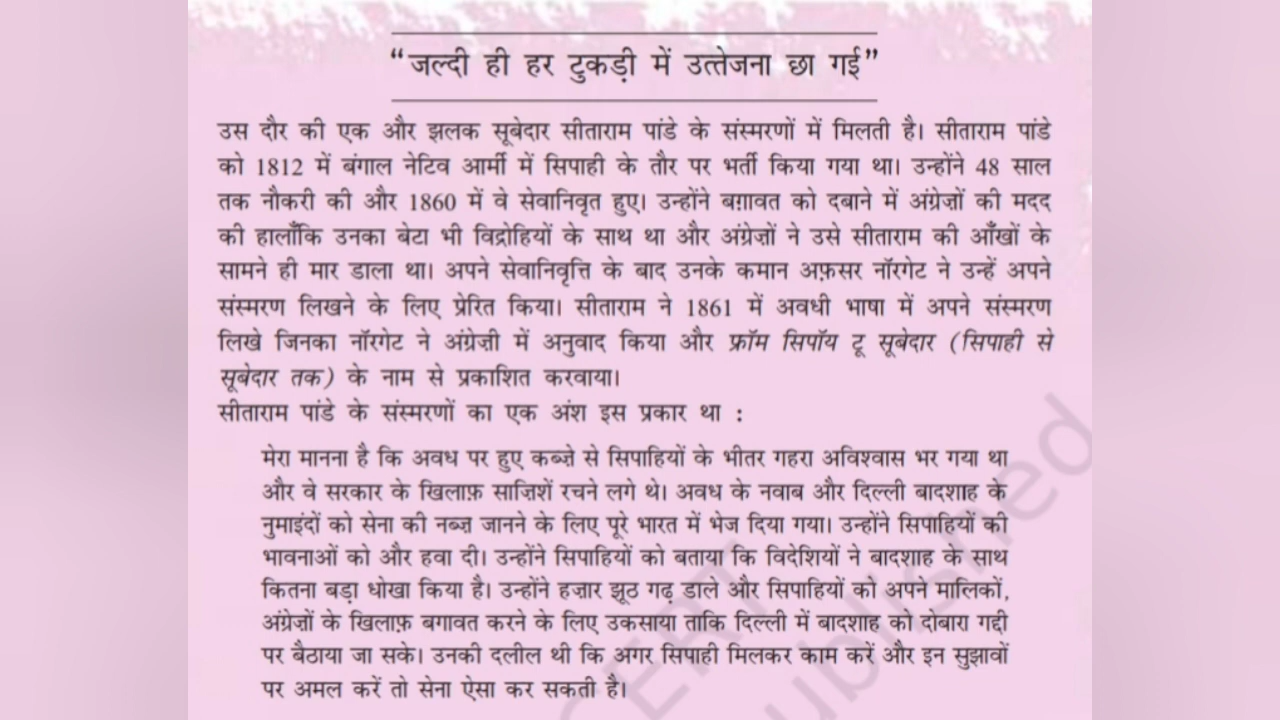 “जल्दी ही हर टुकड़ी में उत्तेजना छा गई”
उस दौर की एक और झलक सूबेदार सीताराम पांडे के संस्मरणों में मिलती है। सीताराम पांडे
को 1812 में बंगाल नेटिव आर्मी में सिपाही के तौर पर भर्ती किया गया था। उन्होंने 48 साल
तक नौकरी की और 1860 में वे सेवानिवृत हुए। उन्होंने बग़ावत को दबाने में अंग्रेज़ों की मदद
की हालाँकि उनका बेटा भी विद्रोहियों के साथ था और अंग्रेज़ों ने उसे सीताराम की आँखों के
सामने ही मार डाला था। अपने सेवानिवृत्ति के बाद उनके कमान अफ़सर नॉरगेट ने उन्हें अपने
संस्मरण लिखने के लिए प्रेरित किया। सीताराम ने 1861 में अवधी भाषा में अपने संस्मरण
लिखे जिनका नॉरगेट ने अंग्रेज़ी में अनुवाद किया और फ्रॉम सिपॉय टू सूबेदार (सिपाही से
सूबेदार तक) के नाम से प्रकाशित करवाया।
सीताराम पांडे के संस्मरणों का एक अंश इस प्रकार था :
मेरा मानना है कि अवध पर हुए कब्ज़े से सिपाहियों के भीतर गहरा अविश्वास भर गया था
और वे सरकार के खिलाफ़ साज़िशें रचने लगे थे। अवध के नवाब और दिल्ली बादशाह के
नुमाइंदों को सेना की नब्ज़ जानने के लिए पूरे भारत में भेज दिया गया। उन्होंने सिपाहियों की
भावनाओं को और हवा दी। उन्होंने सिपाहियों को बताया कि विदेशियों ने बादशाह के साथ
कितना बड़ा धोखा किया है। उन्होंने हज़ार झूठ गढ़ डाले और सिपाहियों को अपने मालिकों,
अंग्रेज़ों के खिलाफ़ बगावत करने के लिए उकसाया ताकि दिल्ली में बादशाह को दोबारा गद्दी
पर बैठाया जा सके। उनकी दलील थी कि अगर सिपाही मिलकर काम करें और इन सुझावों
पर अमल करें तो सेना ऐसा कर सकती है।